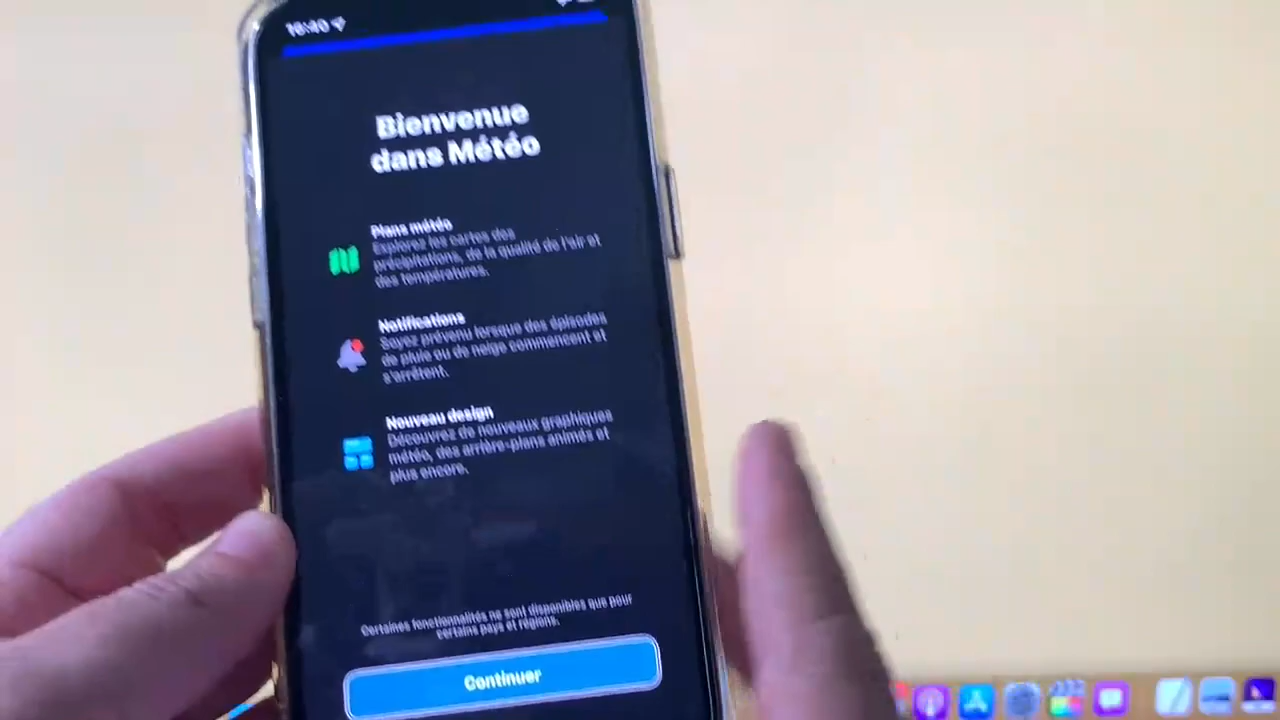 16:40
Bienvenue
dans Météo
Plans météo
Explorez les cartes des
précipitations, de la qualité de l'air et
des températures.
Notifications
Soyez prévenu lorsque des épisodes
de pluie ou de neige commencent et
s'arrêtent.
Nouveau design
Découvrez de nouveaux graphiques
météo, des arrière-plans animés et
plus encore.
Certaines fonctionnalités ne sont disponibles que pour
certains pays et régions.
Continuer